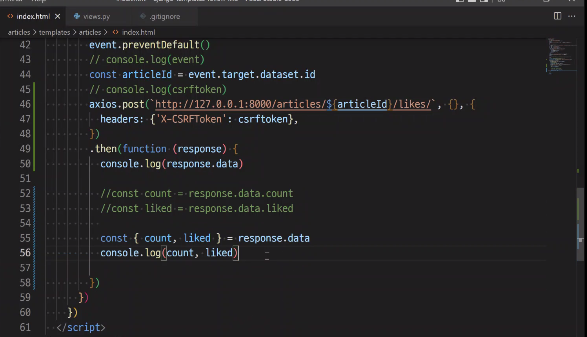 index.html
views.py
.gitignore
articles > templates > articles > index.html
42 event.preventDefault()
43 // console.log(event)
44 const articleId = event.target.dataset.id
45 // console.log(csrftoken)
46 axios.post(`http://127.0.0.1:8000/articles/${articleId}/likes/`, {}, {
47 headers: {'X-CSRFToken': csrftoken},
48 })
49 .then(function (response) {
50 console.log(response.data)
51
52 //const count = response.data.count
53 //const liked = response.data.liked
54
55 const { count, liked } = response.data
56 console.log(count, liked)
57
58 })
59 })
60 })
61 </script>